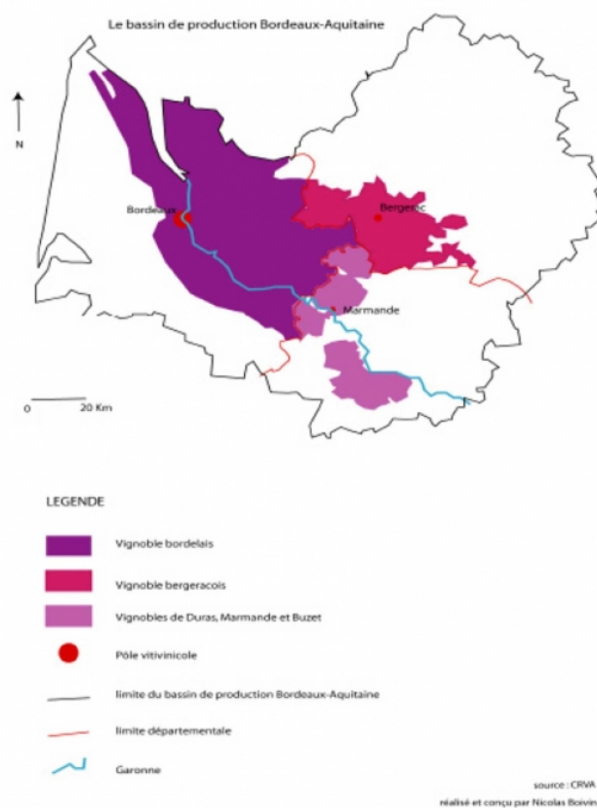 Le bassin de production Bordeaux-Aquitaine
N
Bordeaux
Bergerac
Marmande
0 20 Km
LEGENDE
Vignoble bordelais
Vignoble bergeracois
Vignobles de Duras, Marmande et Buzet
Pôle vitivinicole
limite du bassin de production Bordeaux-Aquitaine
limite départementale
Garonne
source : CRVA
réalisé et conçu par Nicolas Boivin